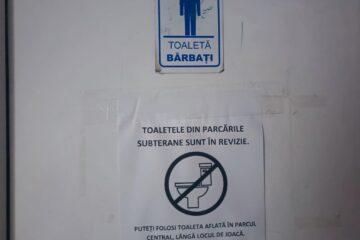 TOALETĂ
BĂRBAȚI
TOALETELE DIN PARCĂRILE
SUBTERANE SUNT ÎN REVIZIE.
PUTEȚI FOLOSI TOALETA AFLATĂ ÎN PARCUL
CENTRAL, LÂNGĂ LOCUL DE JOACĂ.